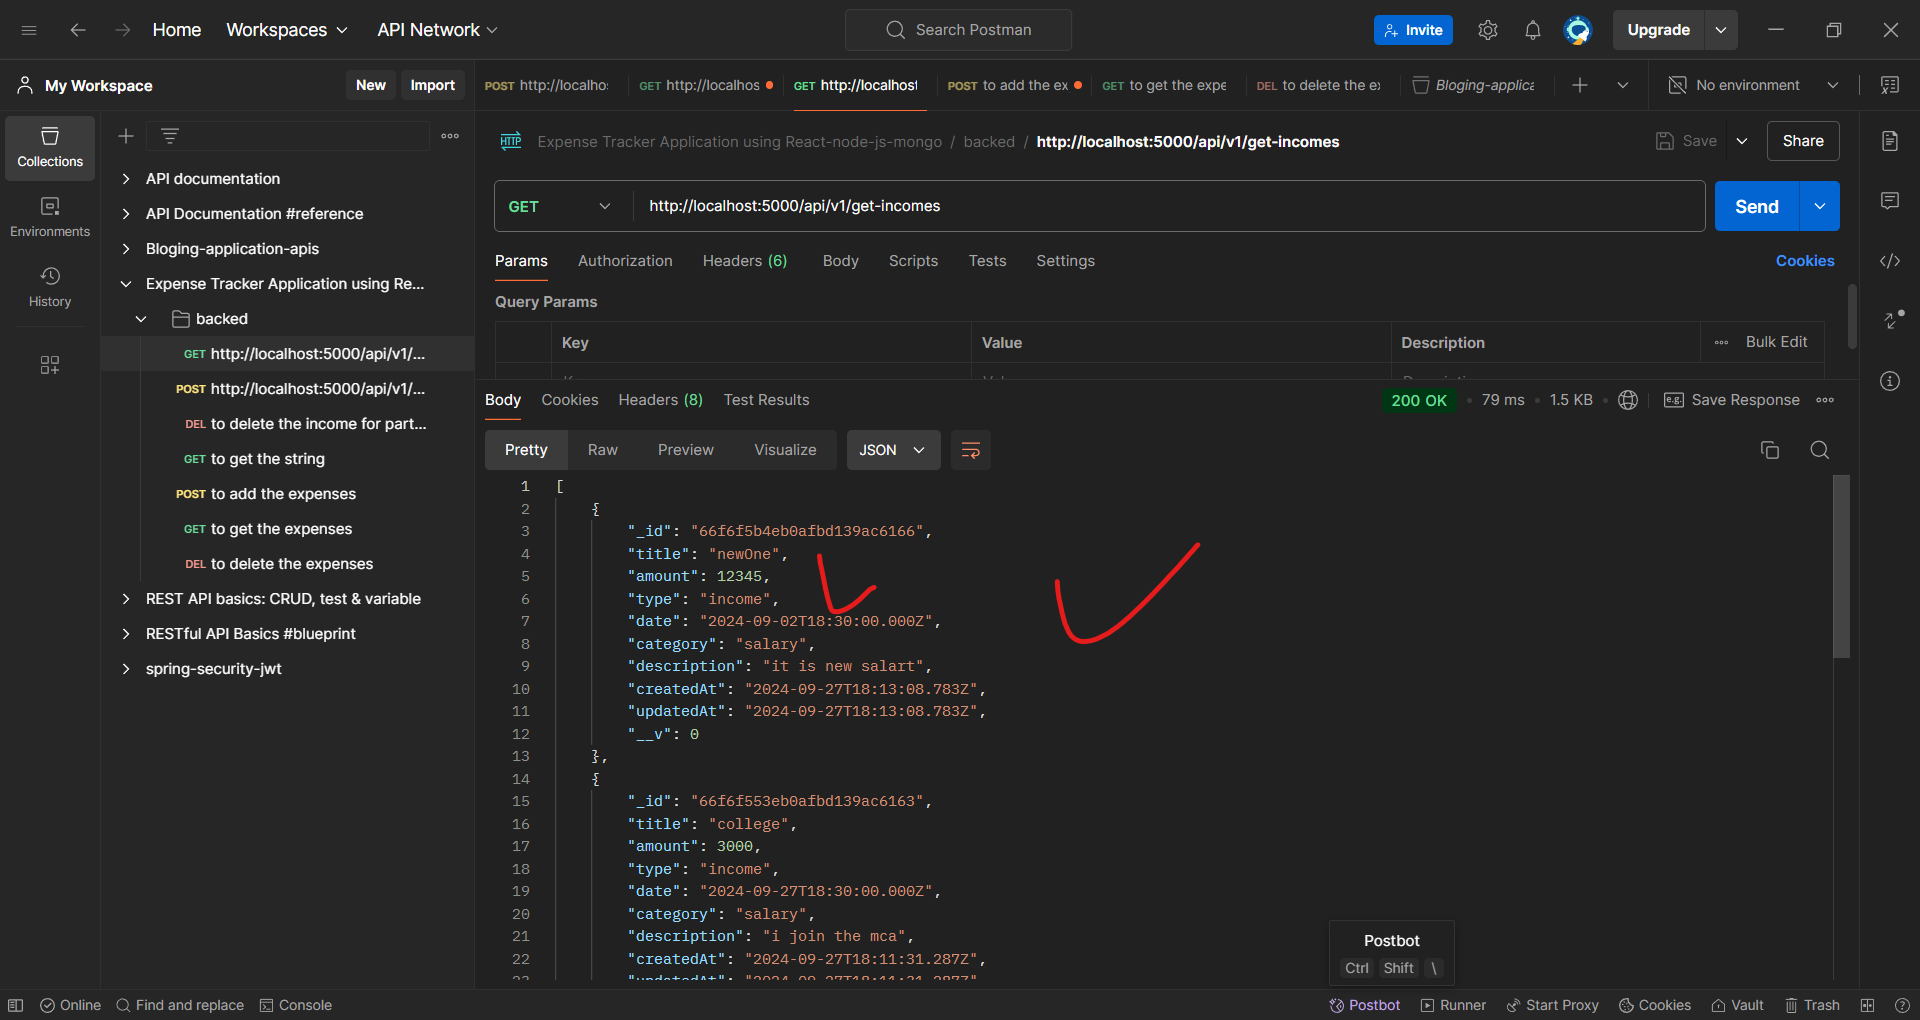 Home Workspaces API Network Search Postman Invite Upgrade
My Workspace New Import POST http://localho: GET http://localhos GET http://localhost POST to add the ex GET to get the expe DEL to delete the ex Bloging-applica No environment
Collections
Environments
History
API documentation
API Documentation #reference
Bloging-application-apis
Expense Tracker Application using Re...
backed
GET http://localhost:5000/api/v1/...
POST http://localhost:5000/api/v1/...
DEL to delete the income for part...
GET to get the string
POST to add the expenses
GET to get the expenses
DEL to delete the expenses
REST API basics: CRUD, test & variable
RESTful API Basics #blueprint
spring-security-jwt
HTTP Expense Tracker Application using React-node-js-mongo / backed / http://localhost:5000/api/v1/get-incomes Save Share
GET http://localhost:5000/api/v1/get-incomes Send
Params Authorization Headers (6) Body Scripts Tests Settings Cookies
Query Params
Key Value Description Bulk Edit
Body Cookies Headers (8) Test Results 200 OK 79 ms 1.5 KB e.g. Save Response
Pretty Raw Preview Visualize JSON
1 [
2 {
3 "_id": "66f6f5b4eb0afbd139ac6166",
4 "title": "newOne",
5 "amount": 12345,
6 "type": "income",
7 "date": "2024-09-02T18:30:00.000Z",
8 "category": "salary",
9 "description": "it is new salart",
10 "createdAt": "2024-09-27T18:13:08.783Z",
11 "updatedAt": "2024-09-27T18:13:08.783Z",
12 "__v": 0
13 },
14 {
15 "_id": "66f6f553eb0afbd139ac6163",
16 "title": "college",
17 "amount": 3000,
18 "type": "income",
19 "date": "2024-09-27T18:30:00.000Z",
20 "category": "salary",
21 "description": "i join the mca",
22 "createdAt": "2024-09-27T18:11:31.287Z",
Postbot
Ctrl Shift \
Online Find and replace Console Postbot Runner Start Proxy Cookies Vault Trash